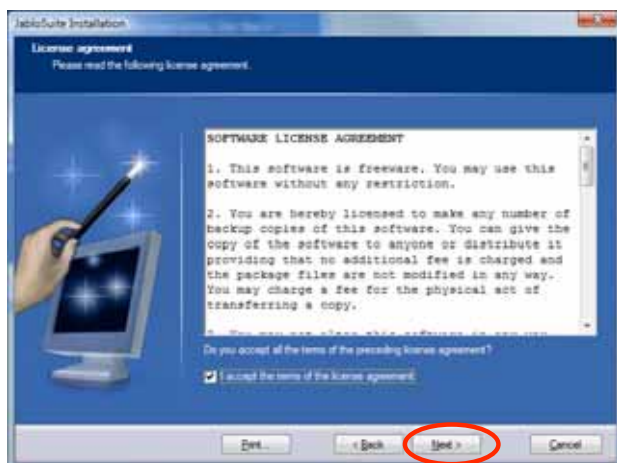 JabloSuite Installation
License agreement
Please read the following license agreement.
SOFTWARE LICENSE AGREEMENT
1. This software is freeware. You may use this
software without any restriction.
2. You are hereby licensed to make any number of
backup copies of this software. You can give the
copy of the software to anyone or distribute it
providing that no additional fee is charged and
the package files are not modified in any way.
You may charge a fee for the physical act of
transferring a copy.
Do you accept all the terms of the preceding license agreement?
I accept the terms of the license agreement
Print...
< Back
Next >
Cancel